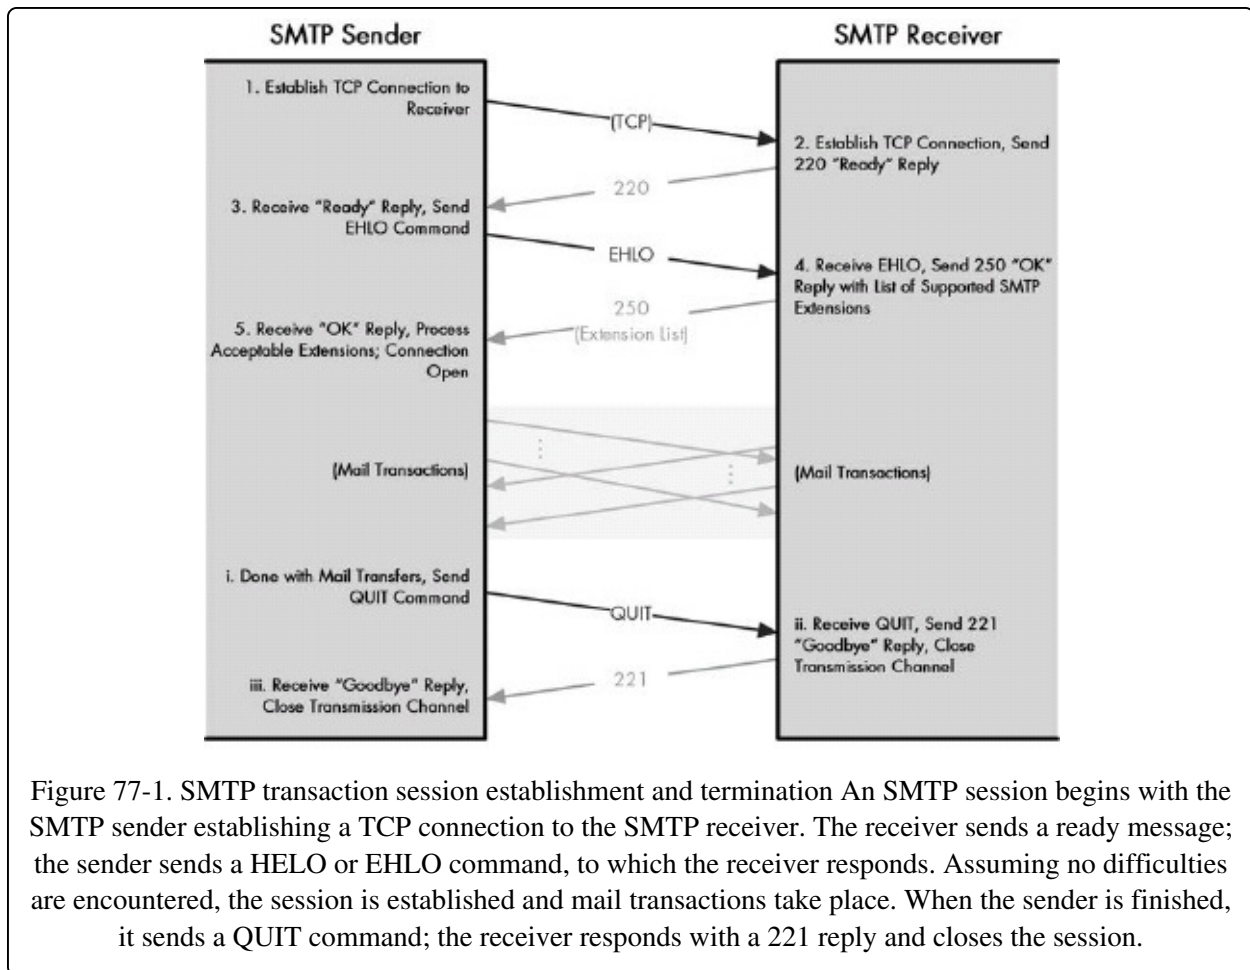 SMTP Sender
SMTP Receiver
1. Establish TCP Connection to
Receiver
(TCP)
2. Establish TCP Connection, Send
220 "Ready" Reply
220
3. Receive "Ready" Reply, Send
EHLO Command
EHLO
4. Receive EHLO, Send 250 "OK"
Reply with List of Supported SMTP
Extensions
250
(Extension List)
5. Receive "OK" Reply, Process
Acceptable Extensions; Connection
Open
(Mail Transactions)
(Mail Transactions)
i. Done with Mail Transfers, Send
QUIT Command
QUIT
ii. Receive QUIT, Send 221
"Goodbye" Reply, Close
Transmission Channel
221
iii. Receive "Goodbye" Reply,
Close Transmission Channel
Figure 77-1. SMTP transaction session establishment and termination An SMTP session begins with the
SMTP sender establishing a TCP connection to the SMTP receiver. The receiver sends a ready message;
the sender sends a HELO or EHLO command, to which the receiver responds. Assuming no difficulties
are encountered, the session is established and mail transactions take place. When the sender is finished,
it sends a QUIT command; the receiver responds with a 221 reply and closes the session.